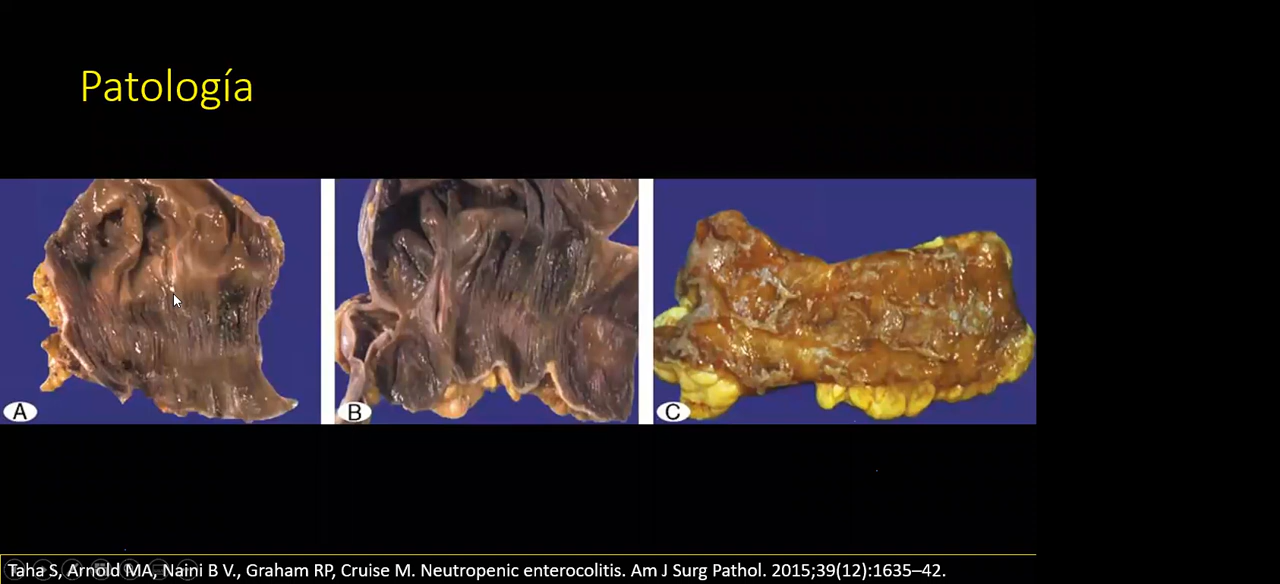 Patología
A
B
C
Taha S, Arnold MA, Naini B V., Graham RP, Cruise M. Neutropenic enterocolitis. Am J Surg Pathol. 2015;39(12):1635–42.